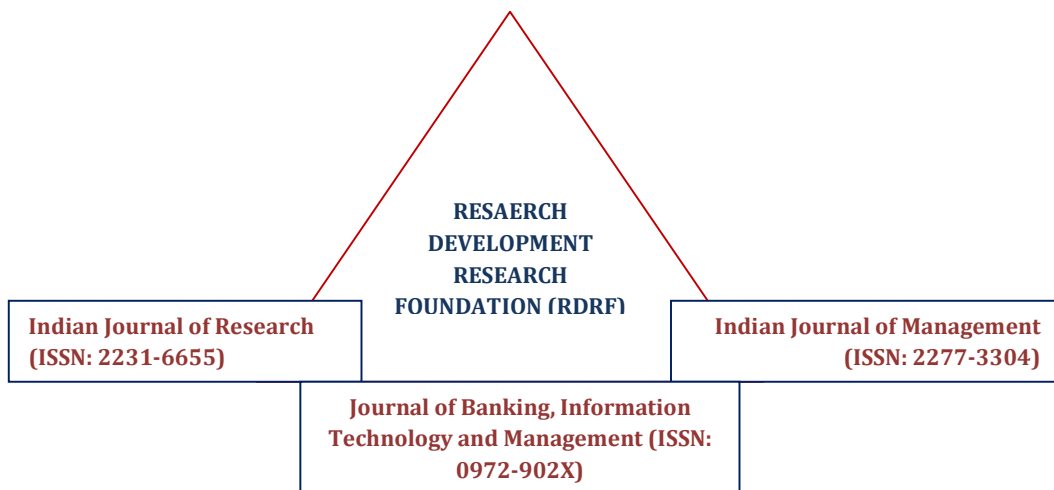 RESAERCH
DEVELOPMENT
RESEARCH
FOUNDATION (RDRF)
Indian Journal of Research
(ISSN: 2231-6655)
Indian Journal of Management
(ISSN: 2277-3304)
Journal of Banking, Information
Technology and Management (ISSN:
0972-902X)